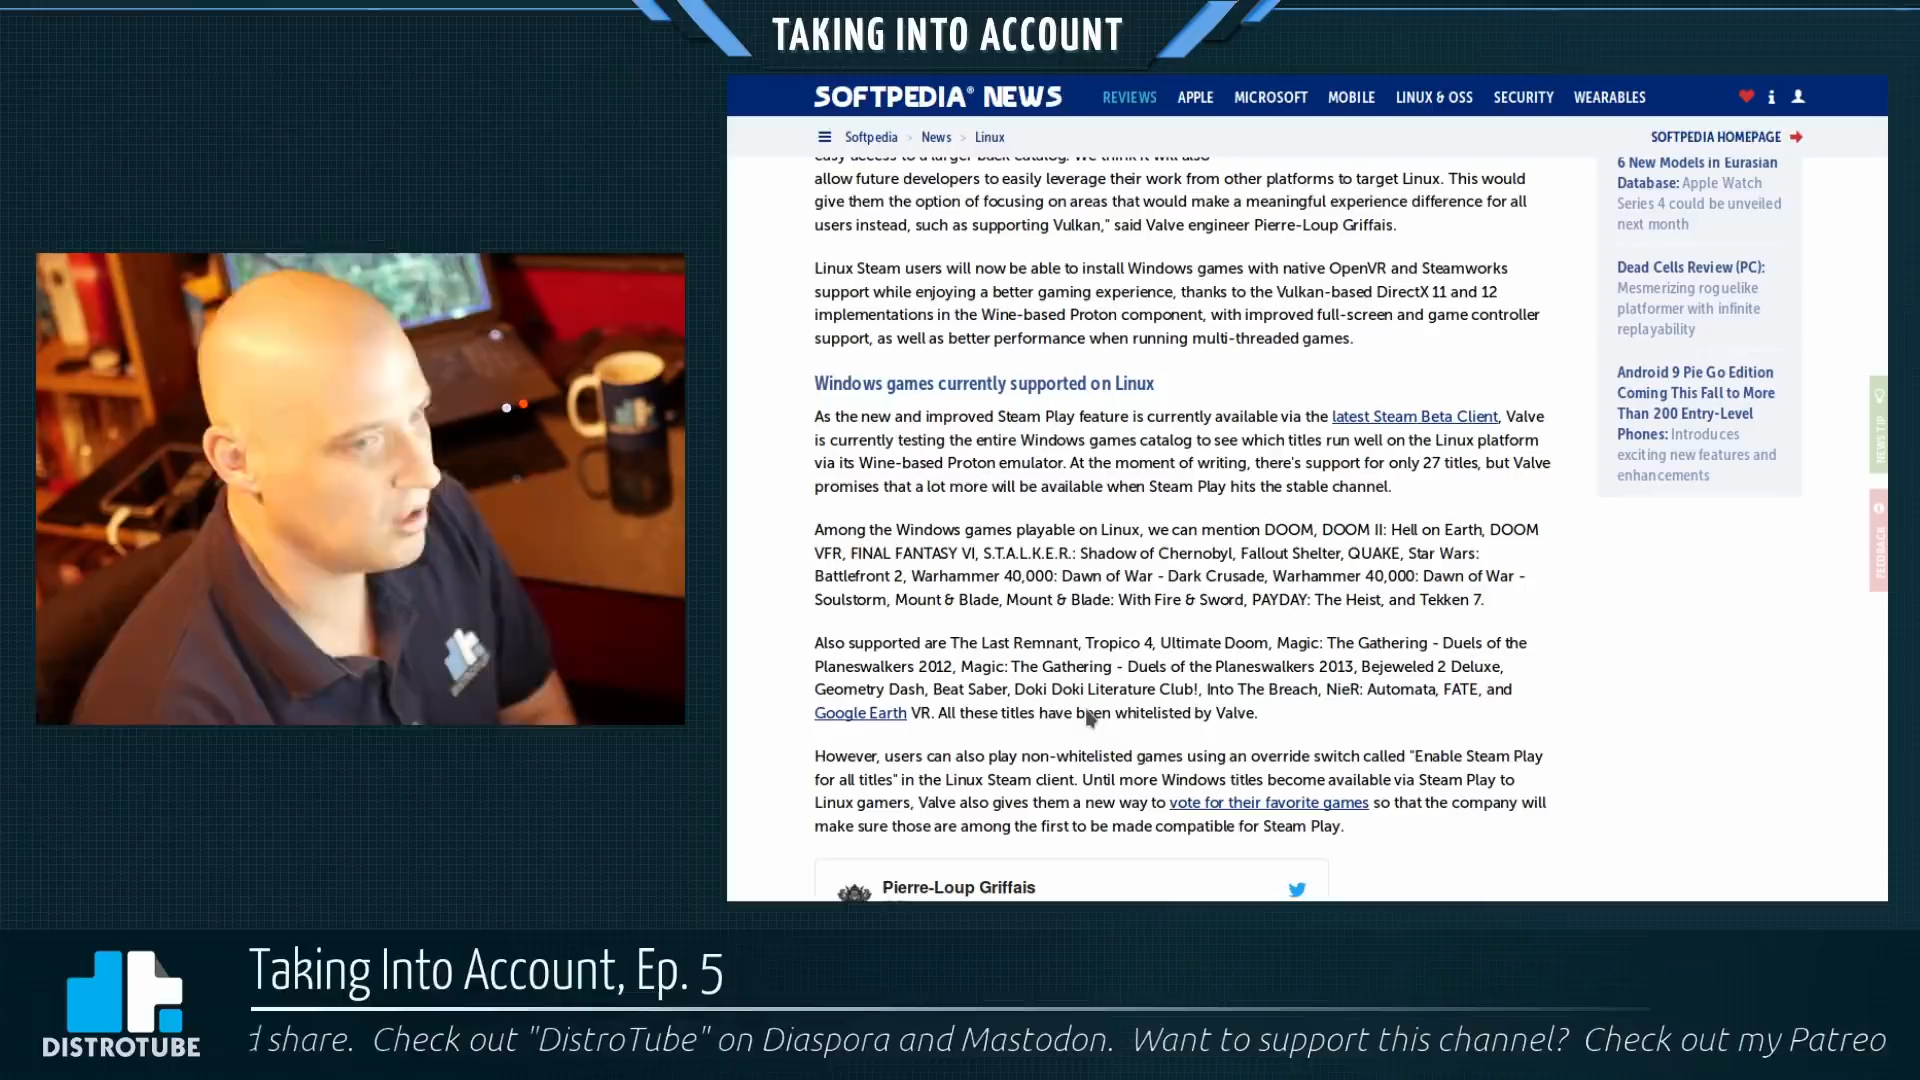 TAKING INTO ACCOUNT
SOFTPEDIA® NEWS
REVIEWS APPLE MICROSOFT MOBILE LINUX & OSS SECURITY WEARABLES
Softpedia > News > Linux
SOFTPEDIA HOMEPAGE
easy access to a larger back catalog. We think it will also
allow future developers to easily leverage their work from other platforms to target Linux. This would
give them the option of focusing on areas that would make a meaningful experience difference for all
users instead, such as supporting Vulkan," said Valve engineer Pierre-Loup Griffais.
Linux Steam users will now be able to install Windows games with native OpenVR and Steamworks
support while enjoying a better gaming experience, thanks to the Vulkan-based DirectX 11 and 12
implementations in the Wine-based Proton component, with improved full-screen and game controller
support, as well as better performance when running multi-threaded games.
Windows games currently supported on Linux
As the new and improved Steam Play feature is currently available via the latest Steam Beta Client, Valve
is currently testing the entire Windows games catalog to see which titles run well on the Linux platform
via its Wine-based Proton emulator. At the moment of writing, there's support for only 27 titles, but Valve
promises that a lot more will be available when Steam Play hits the stable channel.
Among the Windows games playable on Linux, we can mention DOOM, DOOM II: Hell on Earth, DOOM
VFR, FINAL FANTASY VI, S.T.A.L.K.E.R.: Shadow of Chernobyl, Fallout Shelter, QUAKE, Star Wars:
Battlefront 2, Warhammer 40,000: Dawn of War - Dark Crusade, Warhammer 40,000: Dawn of War -
Soulstorm, Mount & Blade, Mount & Blade: With Fire & Sword, PAYDAY: The Heist, and Tekken 7.
Also supported are The Last Remnant, Tropico 4, Ultimate Doom, Magic: The Gathering - Duels of the
Planeswalkers 2012, Magic: The Gathering - Duels of the Planeswalkers 2013, Bejeweled 2 Deluxe,
Geometry Dash, Beat Saber, Doki Doki Literature Club!, Into The Breach, NieR: Automata, FATE, and
Google Earth VR. All these titles have been whitelisted by Valve.
However, users can also play non-whitelisted games using an override switch called "Enable Steam Play
for all titles" in the Linux Steam client. Until more Windows titles become available via Steam Play to
Linux gamers, Valve also gives them a new way to vote for their favorite games so that the company will
make sure those are among the first to be made compatible for Steam Play.
Pierre-Loup Griffais
6 New Models in Eurasian
Database: Apple Watch
Series 4 could be unveiled
next month
Dead Cells Review (PC):
Mesmerizing roguelike
platformer with infinite
replayability
Android 9 Pie Go Edition
Coming This Fall to More
Than 200 Entry-Level
Phones: Introduces
exciting new features and
enhancements
NEWS TIP
FEEDBACK
Taking Into Account, Ep. 5
DISTROTUBE
d share. Check out "DistroTube" on Diaspora and Mastodon. Want to support this channel? Check out my Patreo